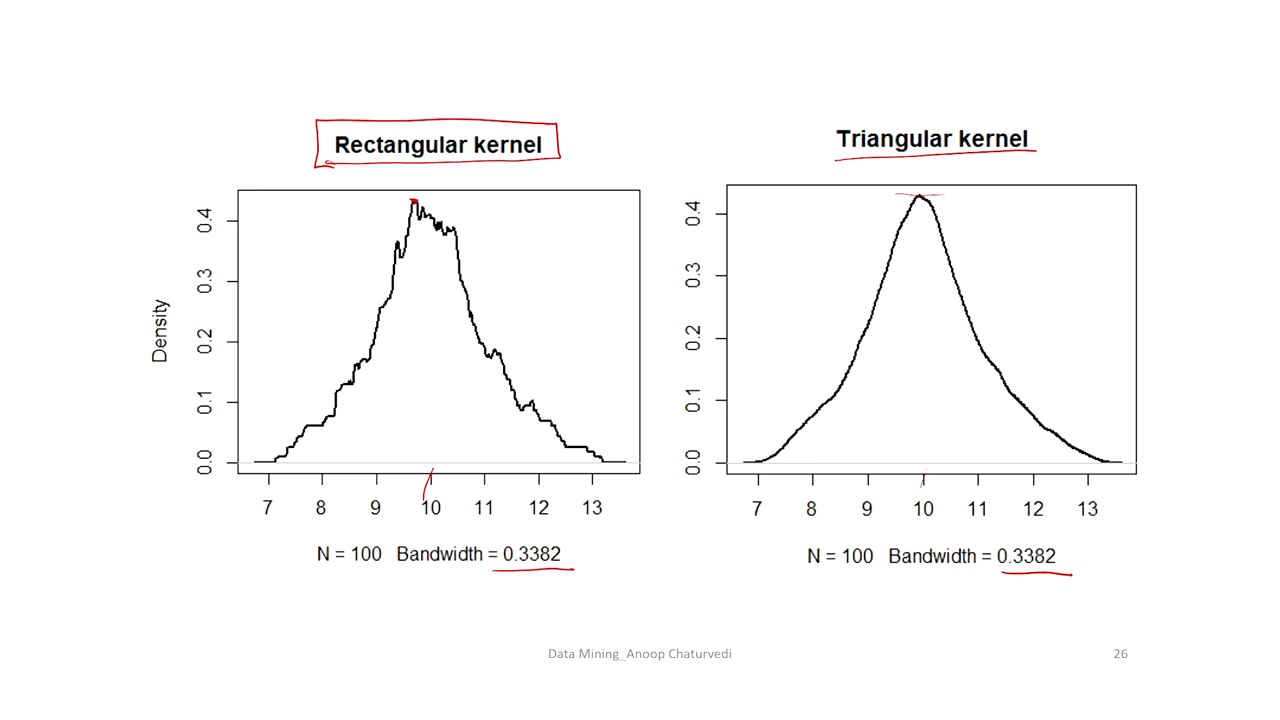 Rectangular kernel
Density
0.0 0.1 0.2 0.3 0.4
7 8 9 10 11 12 13
N = 100 Bandwidth = 0.3382
Triangular kernel
0.0 0.1 0.2 0.3 0.4
7 8 9 10 11 12 13
N = 100 Bandwidth = 0.3382
Data Mining_Anoop Chaturvedi
26